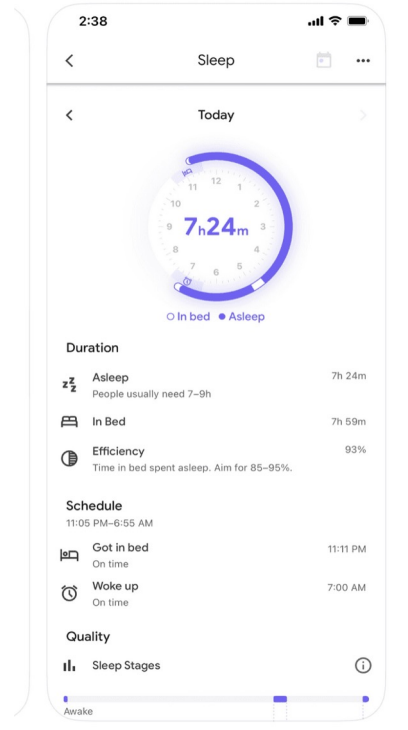 2:38
Sleep
Today
12
11
1
10
2
9
7h24m
3
8
4
7
5
6
In bed
Asleep
Duration
Asleep
7h 24m
People usually need 7–9h
In Bed
7h 59m
Efficiency
93%
Time in bed spent asleep. Aim for 85–95%.
Schedule
11:05 PM–6:55 AM
Got in bed
11:11 PM
On time
Woke up
7:00 AM
On time
Quality
Sleep Stages
Awake